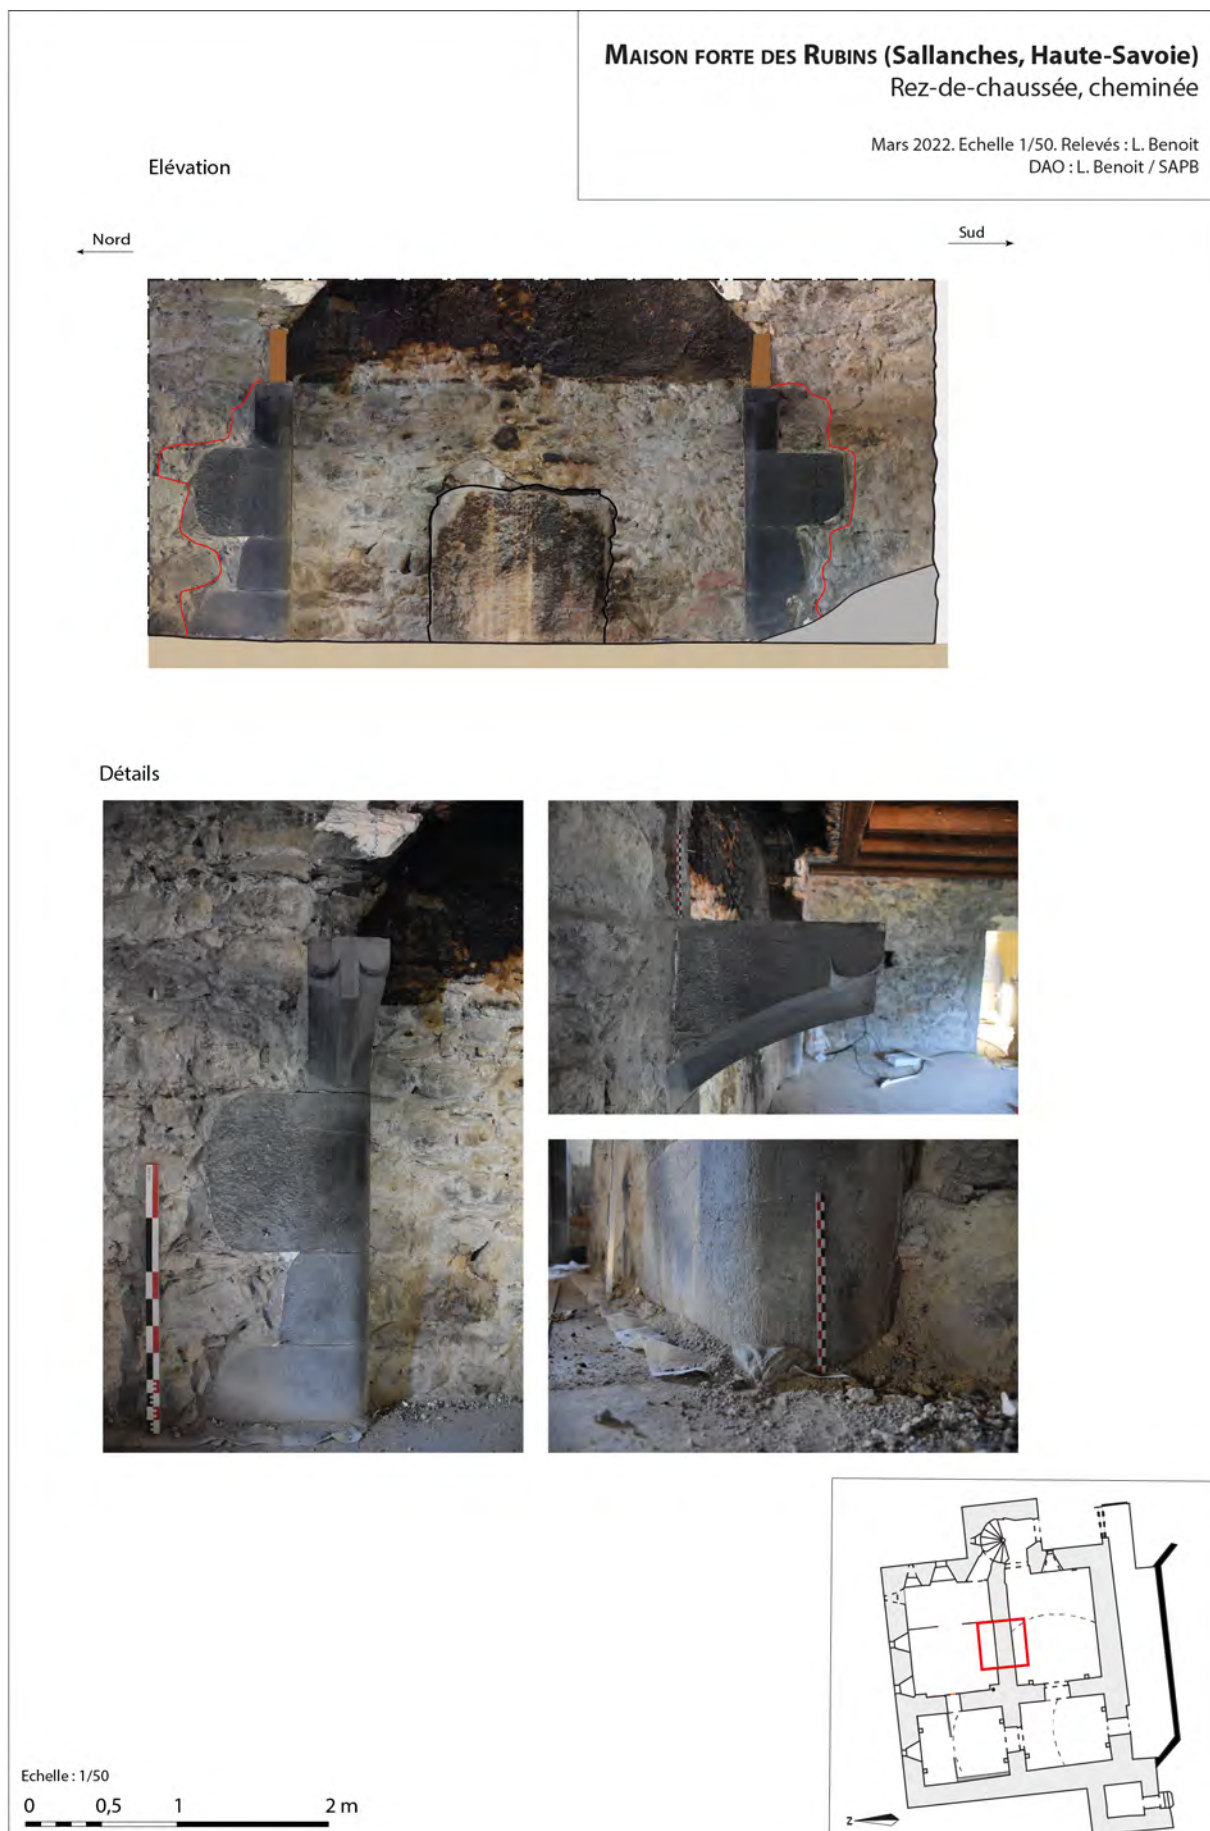 MAISON FORTE DES RUBINS (Sallanches, Haute-Savoie)
Rez-de-chaussée, cheminée
Mars 2022. Echelle 1/50. Relevés : L. Benoit
DAO : L. Benoit / SAPB
Elévation
Nord
Sud
Détails
Echelle : 1/50
0 0,5 1 2 m
z